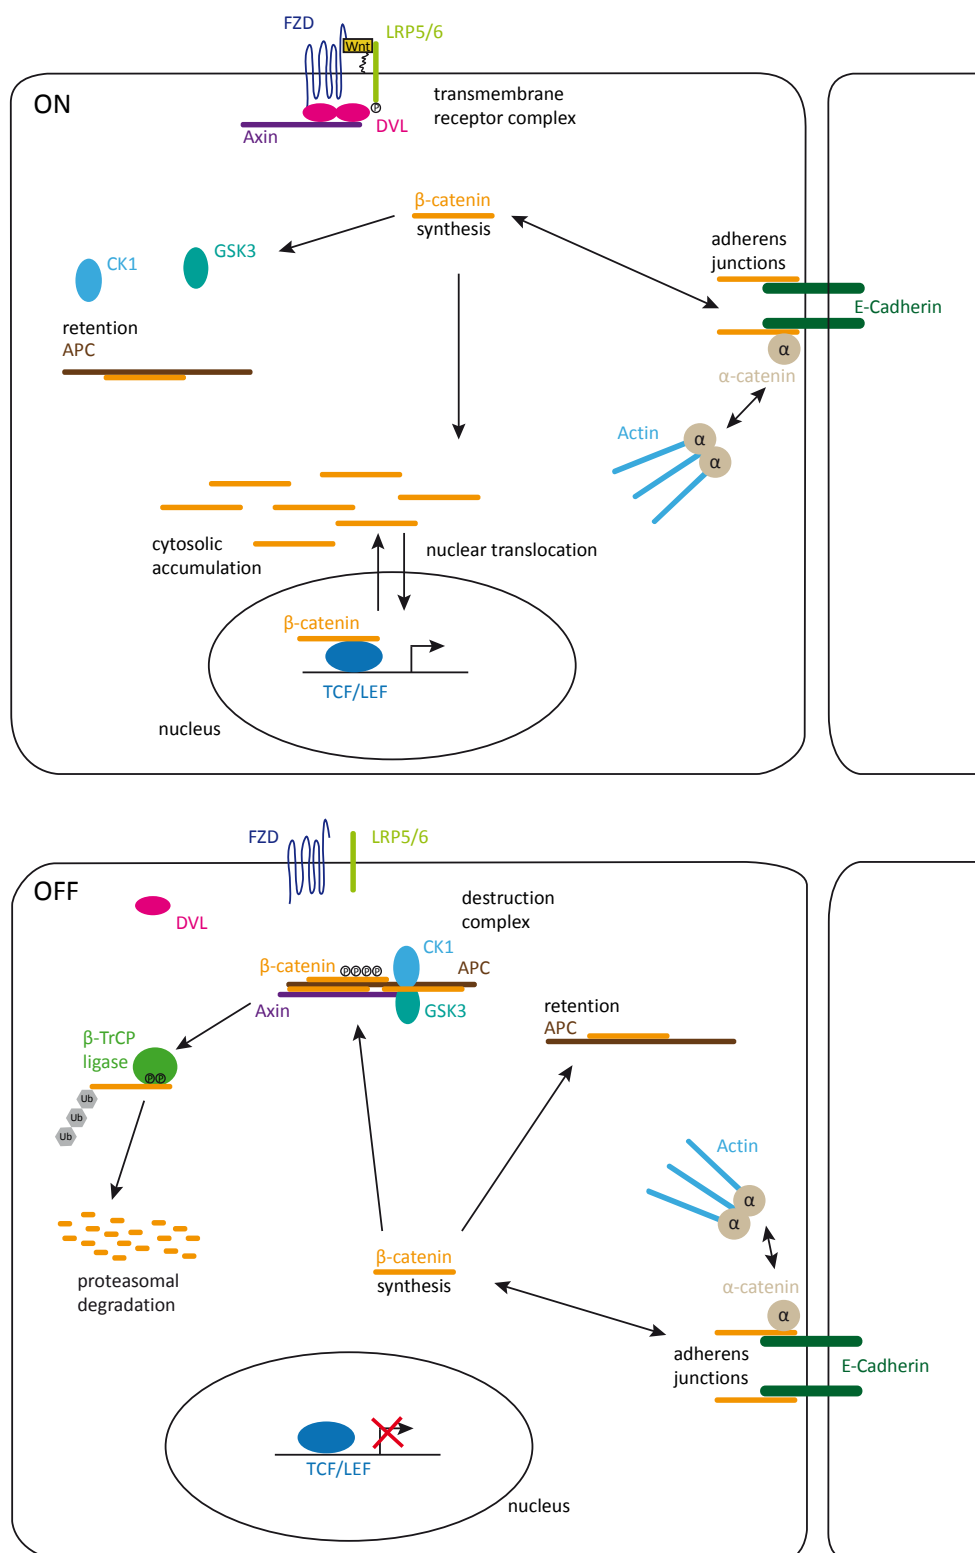 FZD
LRP5/6
Wnt
ON
transmembrane
receptor complex
P
DVL
Axin
β-catenin
synthesis
GSK3
CK1
adherens
junctions
E-Cadherin
retention
APC
α
α-catenin
Actin
α
α
cytosolic
accumulation
nuclear translocation
β-catenin
TCF/LEF
nucleus
FZD
LRP5/6
OFF
DVL
destruction
complex
CK1
β-catenin
P P P P
APC
Axin
GSK3
retention
APC
β-TrCP
ligase
P P
Ub
Ub
Ub
Actin
α
α
β-catenin
synthesis
proteasomal
degradation
α-catenin
α
adherens
junctions
E-Cadherin
TCF/LEF
nucleus